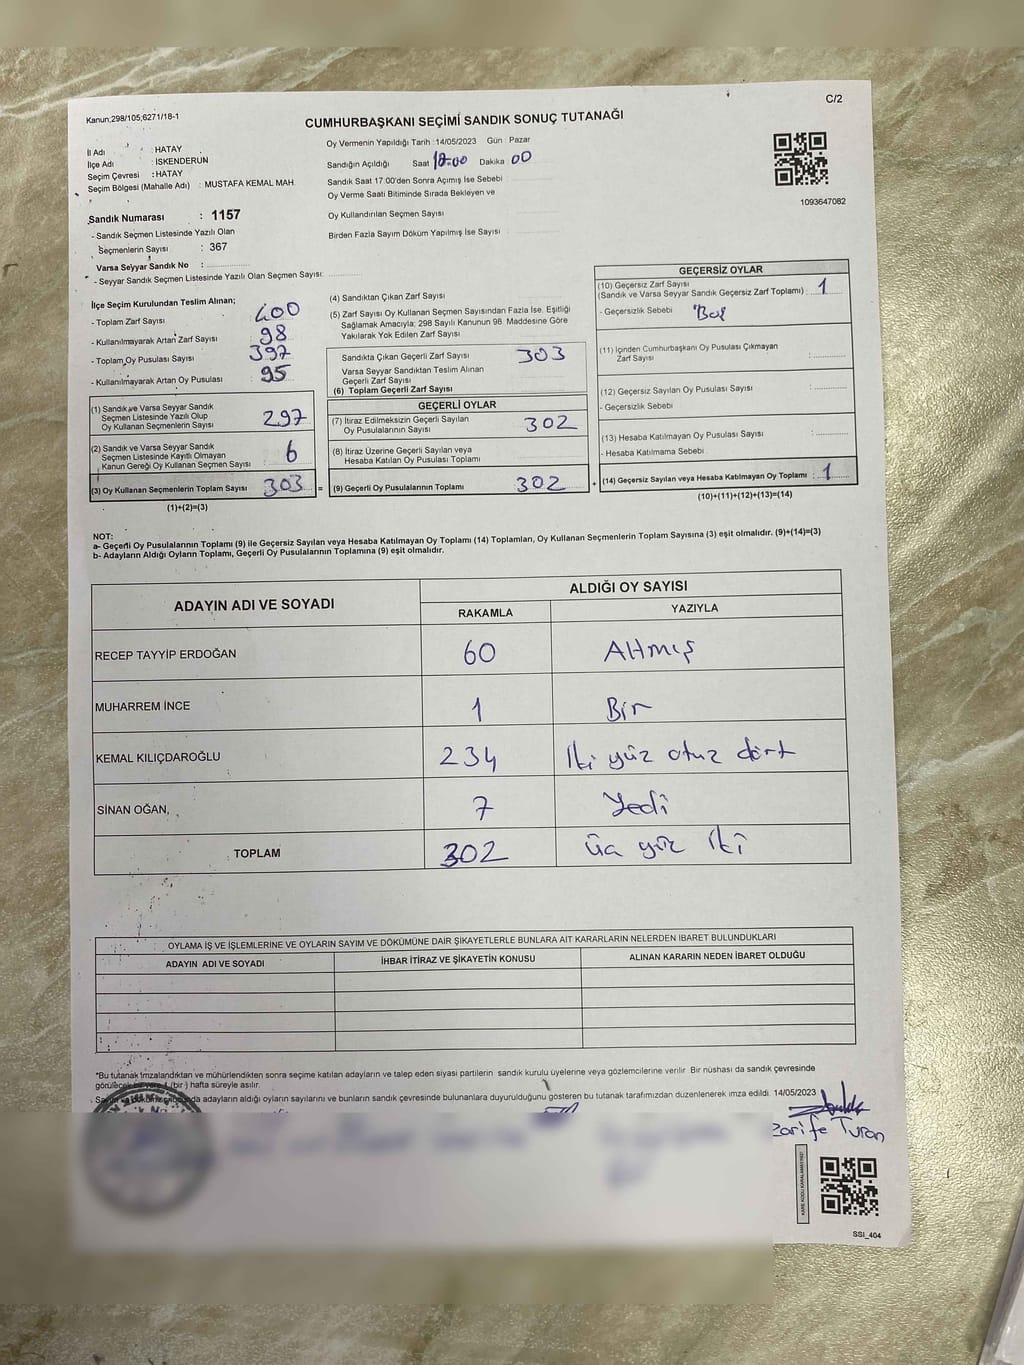 C/2
Kanun;298/105;6271/18-1
CUMHURBAŞKANI SEÇİMİ SANDIK SONUÇ TUTANAĞI
İl Adı : HATAY
İlçe Adı : İSKENDERUN
Seçim Çevresi : HATAY
Seçim Bölgesi (Mahalle Adı) : MUSTAFA KEMAL MAH.
Sandık Numarası : 1157
- Sandık Seçmen Listesinde Yazılı Olan
Seçmenlerin Sayısı : 367
Varsa Seyyar Sandık No :
- Seyyar Sandık Seçmen Listesinde Yazılı Olan Seçmen Sayısı:
Oy Vermenin Yapıldığı Tarih :14/05/2023 Gün : Pazar
Sandığın Açıldığı Saat 18:00 Dakika : 00
Sandık Saat 17.00'den Sonra Açımış İse Sebebi
Oy Verme Saati Bitiminde Sırada Bekleyen ve
Oy Kullandırılan Seçmen Sayısı
Birden Fazla Sayım Döküm Yapılmış İse Sayısı :
1093647082
İlçe Seçim Kurulundan Teslim Alınan;
- Toplam Zarf Sayısı : 400
- Kullanılmayarak Artan Zarf Sayısı : 98
- Toplam Oy Pusulası Sayısı : 397
- Kullanılmayarak Artan Oy Pusulası : 95
(1) Sandık ve Varsa Seyyar Sandık
Seçmen Listesinde Yazılı Olup
Oy Kullanan Seçmenlerin Sayısı : 297
(2) Sandık ve Varsa Seyyar Sandık
Seçmen Listesinde Kayıtlı Olmayan
Kanun Gereği Oy Kullanan Seçmen Sayısı : 6
(3) Oy Kullanan Seçmenlerin Toplam Sayısı : 303
(1)+(2)=(3)
(4) Sandıktan Çıkan Zarf Sayısı
(5) Zarf Sayısı Oy Kullanan Seçmen Sayısından Fazla İse, Eşitliği
Sağlamak Amacıyla; 298 Sayılı Kanunun 98. Maddesine Göre
Yakılarak Yok Edilen Zarf Sayısı
Sandıkta Çıkan Geçerli Zarf Sayısı 303
Varsa Seyyar Sandıktan Teslim Alınan
Geçerli Zarf Sayısı
(6) Toplam Geçerli Zarf Sayısı
GEÇERLİ OYLAR
(7) İtiraz Edilmeksizin Geçerli Sayılan
Oy Pusulalarının Sayısı 302
(8) İtiraz Üzerine Geçerli Sayılan veya
Hesaba Katılan Oy Pusulası Toplamı
= (9) Geçerli Oy Pusulalarının Toplamı 302
GEÇERSİZ OYLAR
(10) Geçersiz Zarf Sayısı
(Sandık ve Varsa Seyyar Sandık Geçersiz Zarf Toplamı) : 1
- Geçersizlik Sebebi
(11) İçinden Cumhurbaşkanı Oy Pusulası Çıkmayan
Zarf Sayısı :
(12) Geçersiz Sayılan Oy Pusulası Sayısı :
- Geçersizlik Sebebi
(13) Hesaba Katılmayan Oy Pusulası Sayısı :
- Hesaba Katılmama Sebebi
+ (14) Geçersiz Sayılan veya Hesaba Katılmayan Oy Toplamı : 1
(10)+(11)+(12)+(13)=(14)
NOT:
a- Geçerli Oy Pusulalarının Toplamı (9) ile Geçersiz Sayılan veya Hesaba Katılmayan Oy Toplamı (14) Toplamları, Oy Kullanan Seçmenlerin Toplam Sayısına (3) eşit olmalıdır. (9)+(14)=(3)
b- Adayların Aldığı Oyların Toplamı, Geçerli Oy Pusulalarının Toplamına (9) eşit olmalıdır.
ADAYIN ADI VE SOYADI ALDIĞI OY SAYISI
RAKAMLA YAZIYLA
RECEP TAYYİP ERDOĞAN 60 Altmış
MUHARREM İNCE 1 Bir
KEMAL KILIÇDAROĞLU 234 İki yüz otuz dört
SİNAN OĞAN 7 Yedi
TOPLAM 302 üç yüz iki
OYLAMA İŞ VE İŞLEMLERİNE VE OYLARIN SAYIM VE DÖKÜMÜNE DAİR ŞİKAYETLERLE BUNLARA AİT KARARLARIN NELERDEN İBARET BULUNDUKLARI
ADAYIN ADI VE SOYADI İHBAR İTİRAZ VE ŞİKAYETİN KONUSU ALINAN KARARIN NEDEN İBARET OLDUĞU
*Bu tutanak imzalandıktan ve mühürlendikten sonra seçime katılan adayların ve talep eden siyasi partilerin sandık kurulu üyelerine veya gözlemcilerine verilir. Bir nüshası da sandık çevresinde
görülecek bir yere 1 (bir) hafta süreyle asılır.
adayların aldığı oyların sayılarını ve bunların sandık çevresinde bulunanlara duyurulduğunu gösteren bu tutanak tarafımızdan düzenlenerek imza edildi. 14/05/2023
Zarife Turan
SSI_404